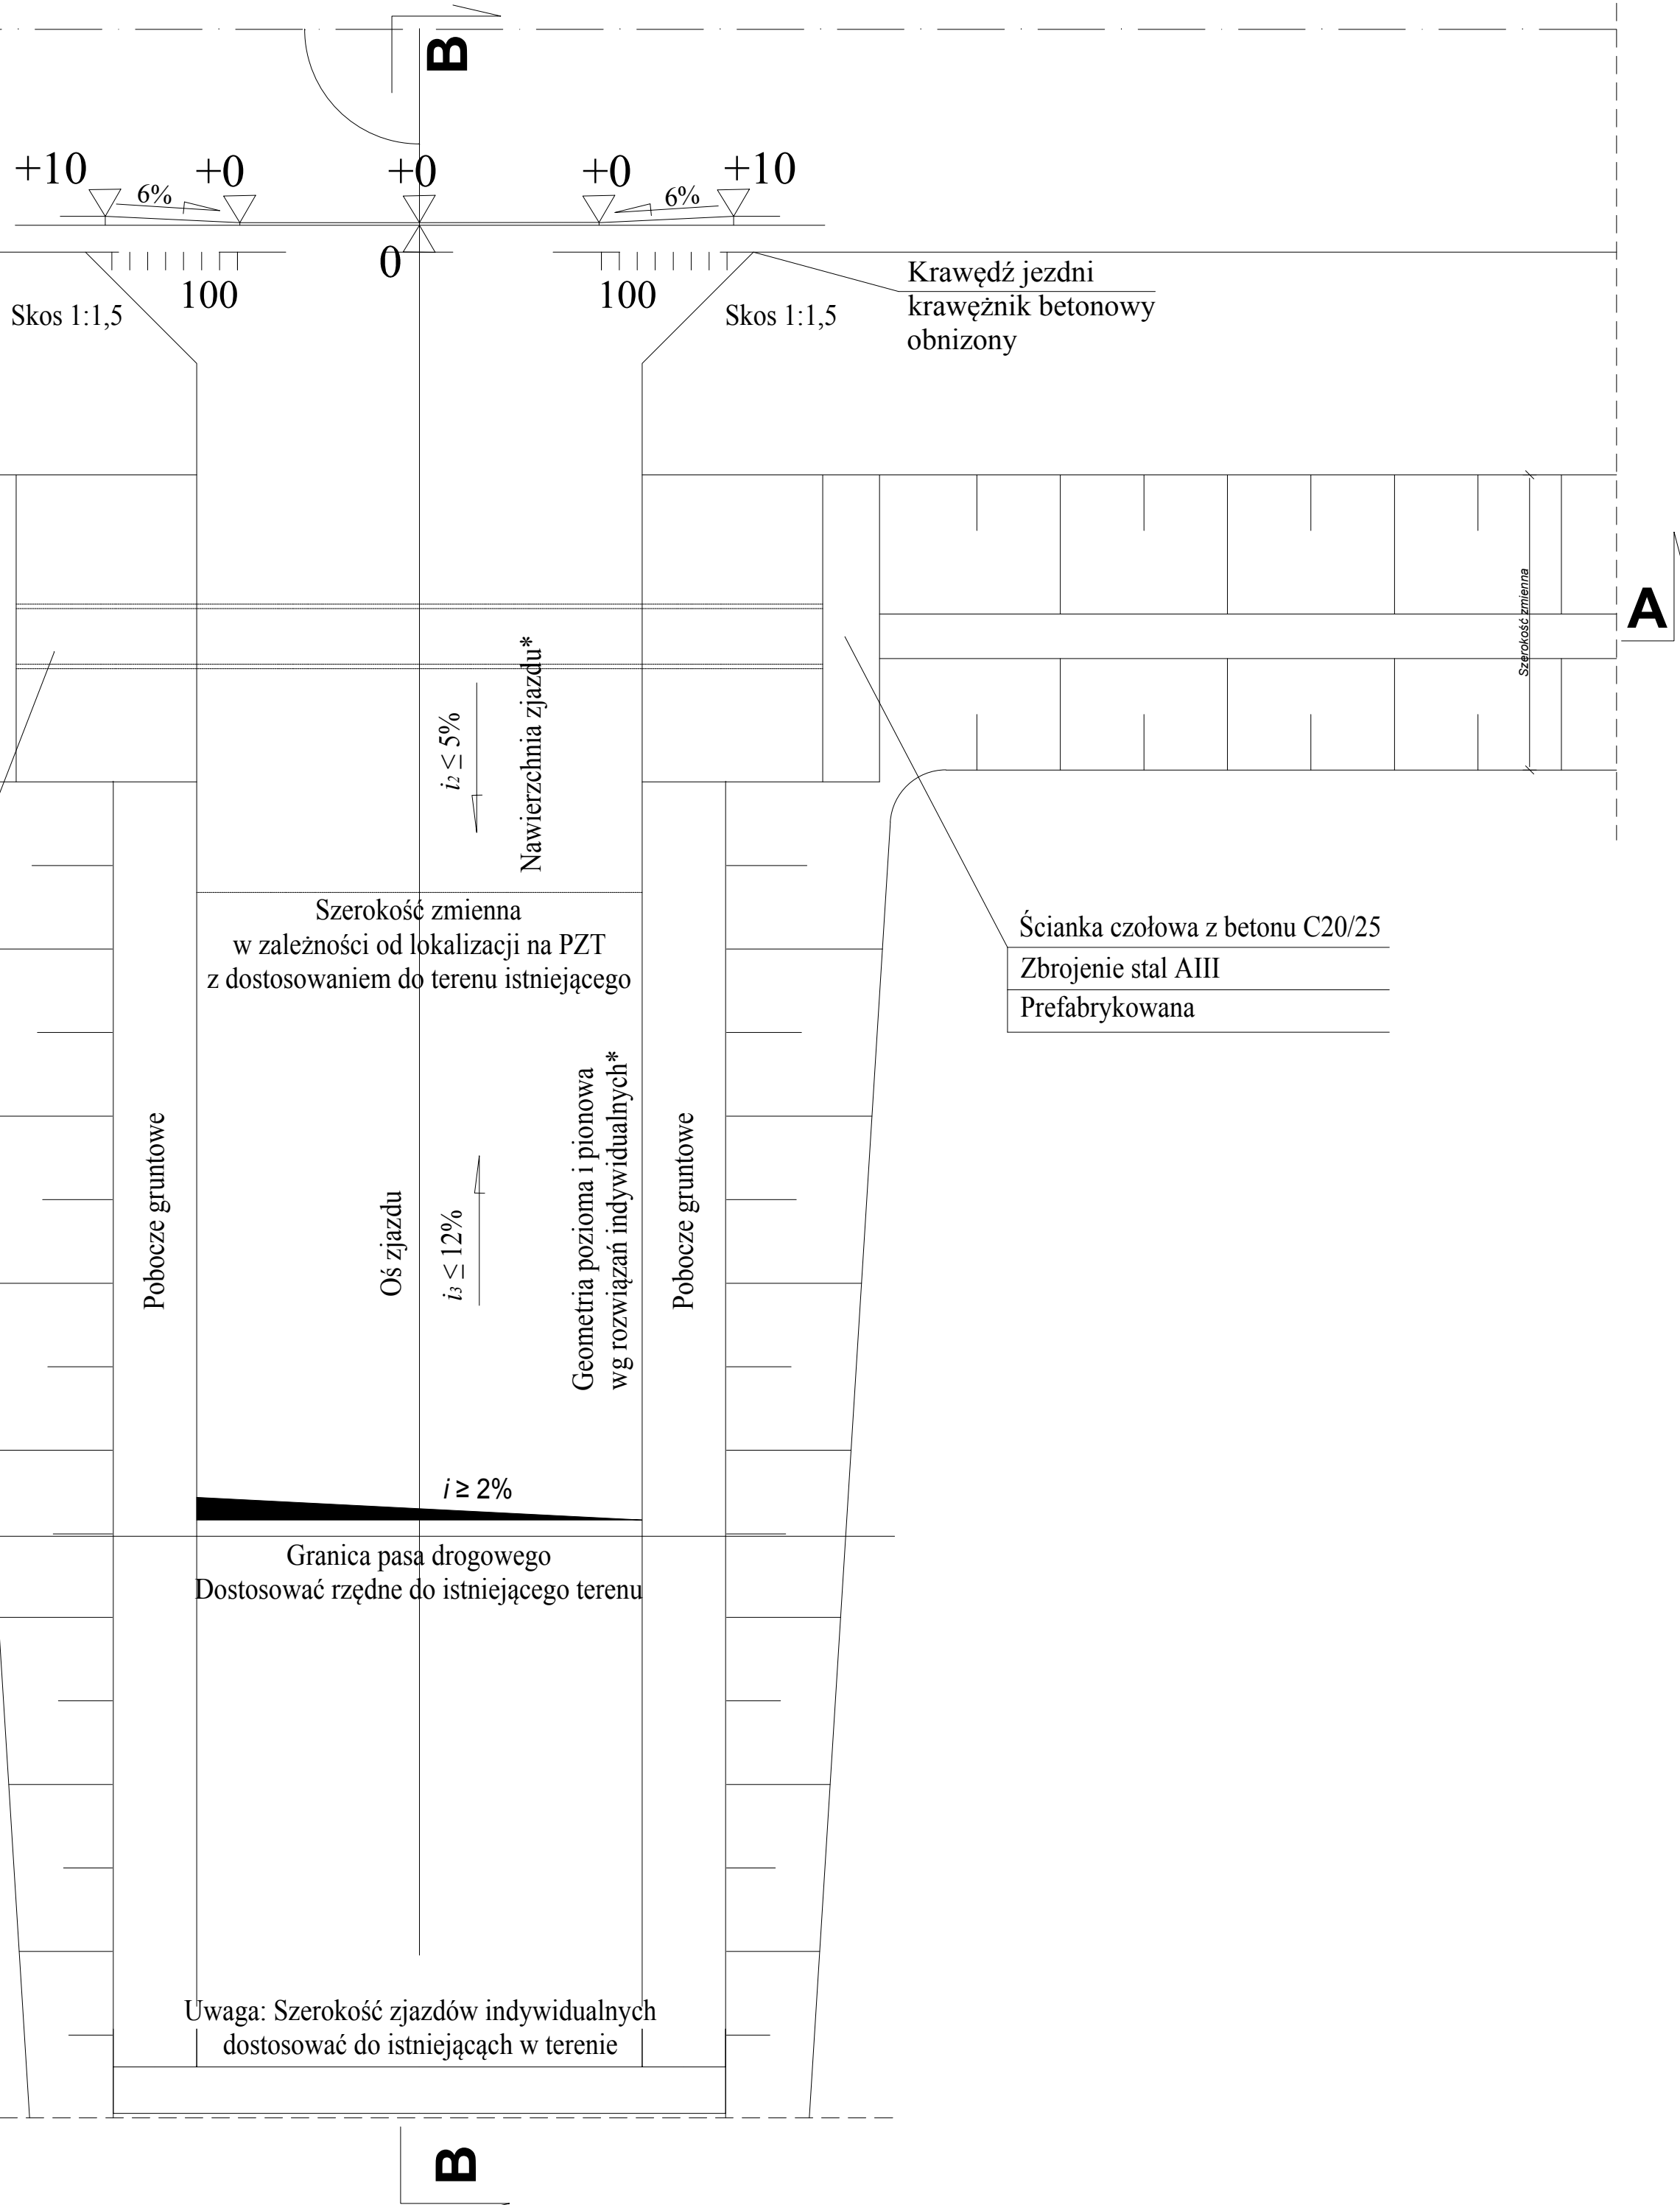 B
+10
+0
+0
+0
+10
6%
6%
0
100
100
Skos 1:1,5
Skos 1:1,5
Krawędź jezdni
krawężnik betonowy
obnizony
A
Szerokość zmienna
Nawierzchnia zjazdu*
i2 ≤ 5%
Szerokość zmienna
w zależności od lokalizacji na PZT
z dostosowaniem do terenu istniejącego
Ścianka czołowa z betonu C20/25
Zbrojenie stal AIII
Prefabrykowana
Pobocze gruntowe
Oś zjazdu
i3 ≤ 12%
Geometria pozioma i pionowa
wg rozwiązań indywidualnych*
Pobocze gruntowe
i ≥ 2%
Granica pasa drogowego
Dostosować rzędne do istniejącego terenu
Uwaga: Szerokość zjazdów indywidualnych
dostosować do istniejącąch w terenie
B